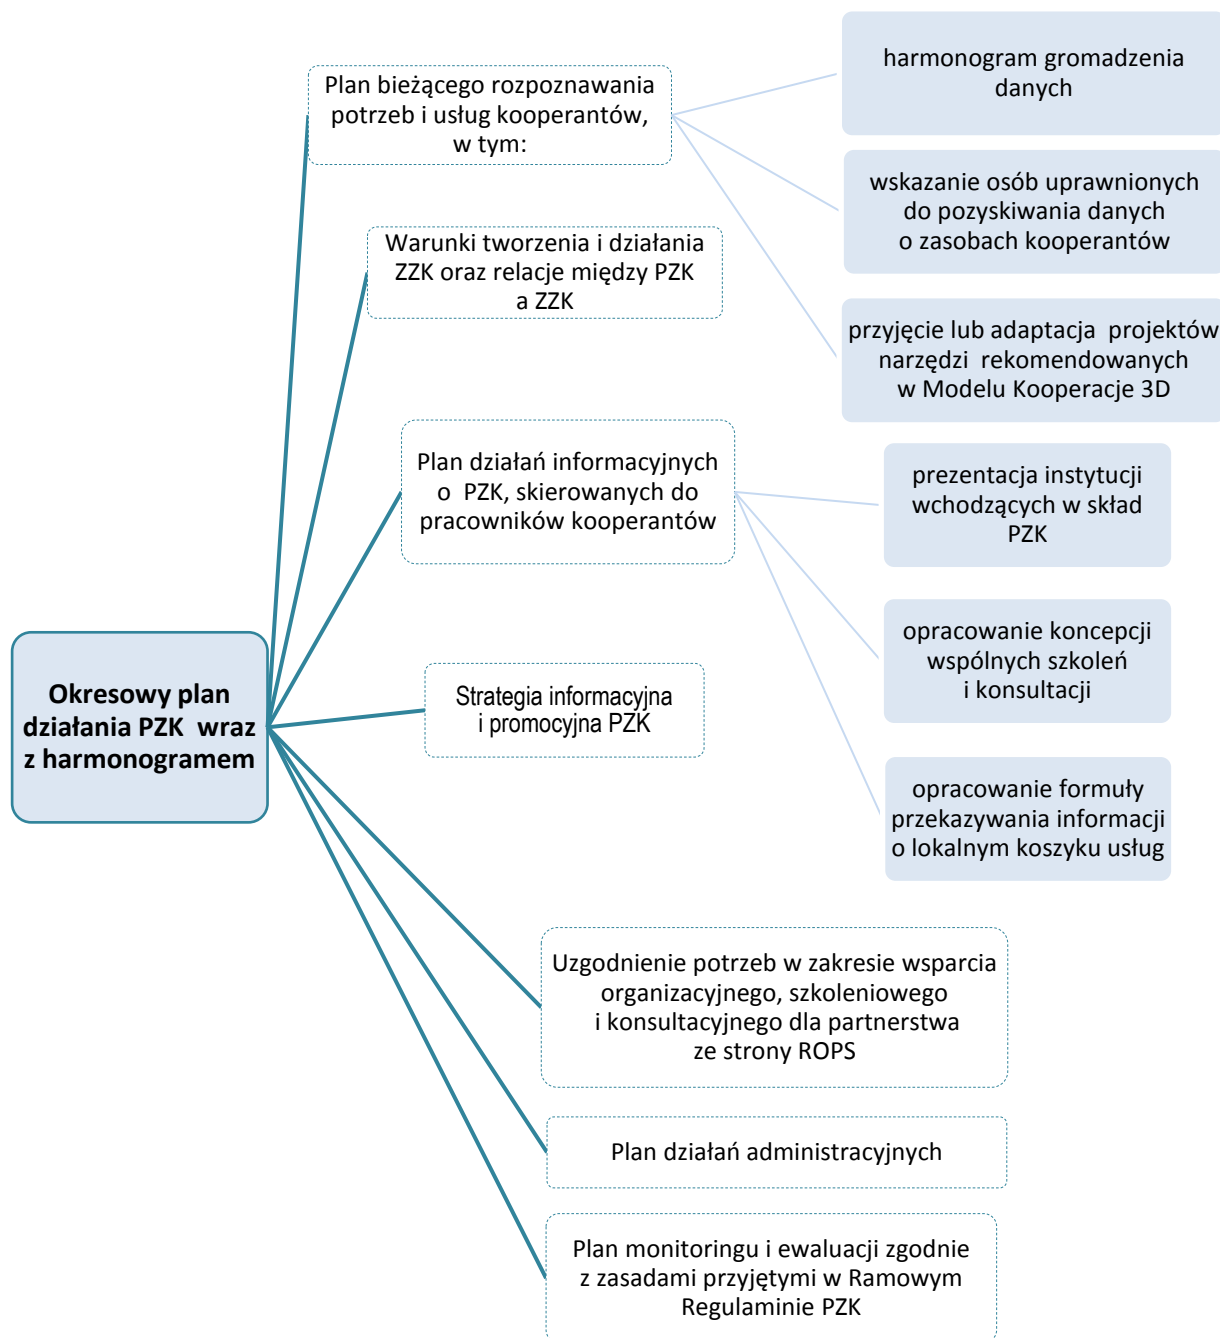 Okresowy plan
działania PZK wraz
z harmonogramem
Plan bieżącego rozpoznawania
potrzeb i usług kooperantów,
w tym:
harmonogram gromadzenia
danych
wskazanie osób uprawnionych
do pozyskiwania danych
o zasobach kooperantów
przyjęcie lub adaptacja projektów
narzędzi rekomendowanych
w Modelu Kooperacje 3D
Warunki tworzenia i działania
ZZK oraz relacje między PZK
a ZZK
Plan działań informacyjnych
o PZK, skierowanych do
pracowników kooperantów
prezentacja instytucji
wchodzących w skład
PZK
opracowanie koncepcji
wspólnych szkoleń
i konsultacji
opracowanie formuły
przekazywania informacji
o lokalnym koszyku usług
Strategia informacyjna
i promocyjna PZK
Uzgodnienie potrzeb w zakresie wsparcia
organizacyjnego, szkoleniowego
i konsultacyjnego dla partnerstwa
ze strony ROPS
Plan działań administracyjnych
Plan monitoringu i ewaluacji zgodnie
z zasadami przyjętymi w Ramowym
Regulaminie PZK